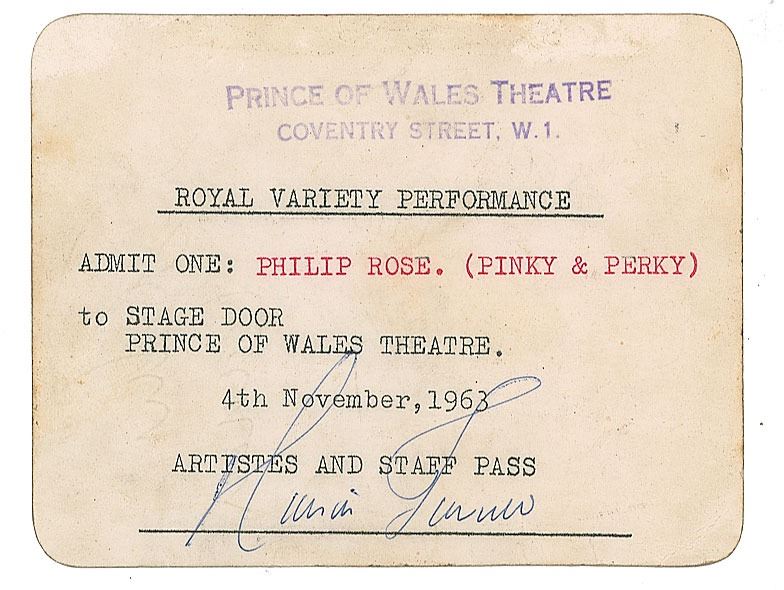 PRINCE OF WALES THEATRE
COVENTRY STREET, W.1.
ROYAL VARIETY PERFORMANCE
ADMIT ONE: PHILIP ROSE. (PINKY & PERKY)
to STAGE DOOR
PRINCE OF WALES THEATRE.
4th November,1963
ARTISTES AND STAFF PASS